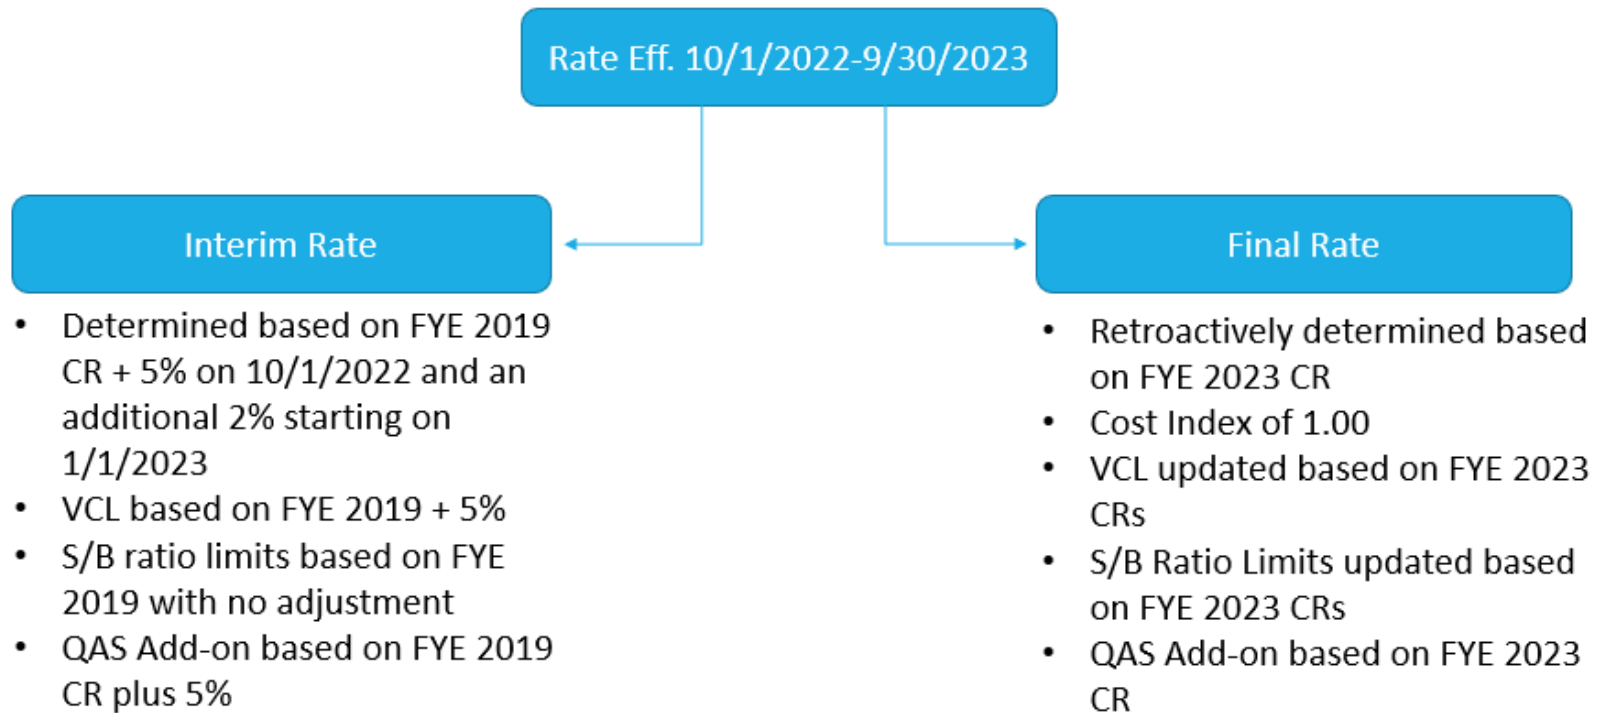 Rate Eff. 10/1/2022-9/30/2023
Interim Rate
• Determined based on FYE 2019
CR + 5% on 10/1/2022 and an
additional 2% starting on
1/1/2023
• VCL based on FYE 2019 + 5%
• S/B ratio limits based on FYE
2019 with no adjustment
• QAS Add-on based on FYE 2019
CR plus 5%
Final Rate
• Retroactively determined based
on FYE 2023 CR
• Cost Index of 1.00
• VCL updated based on FYE 2023
CRs
• S/B Ratio Limits updated based
on FYE 2023 CRs
• QAS Add-on based on FYE 2023
CR